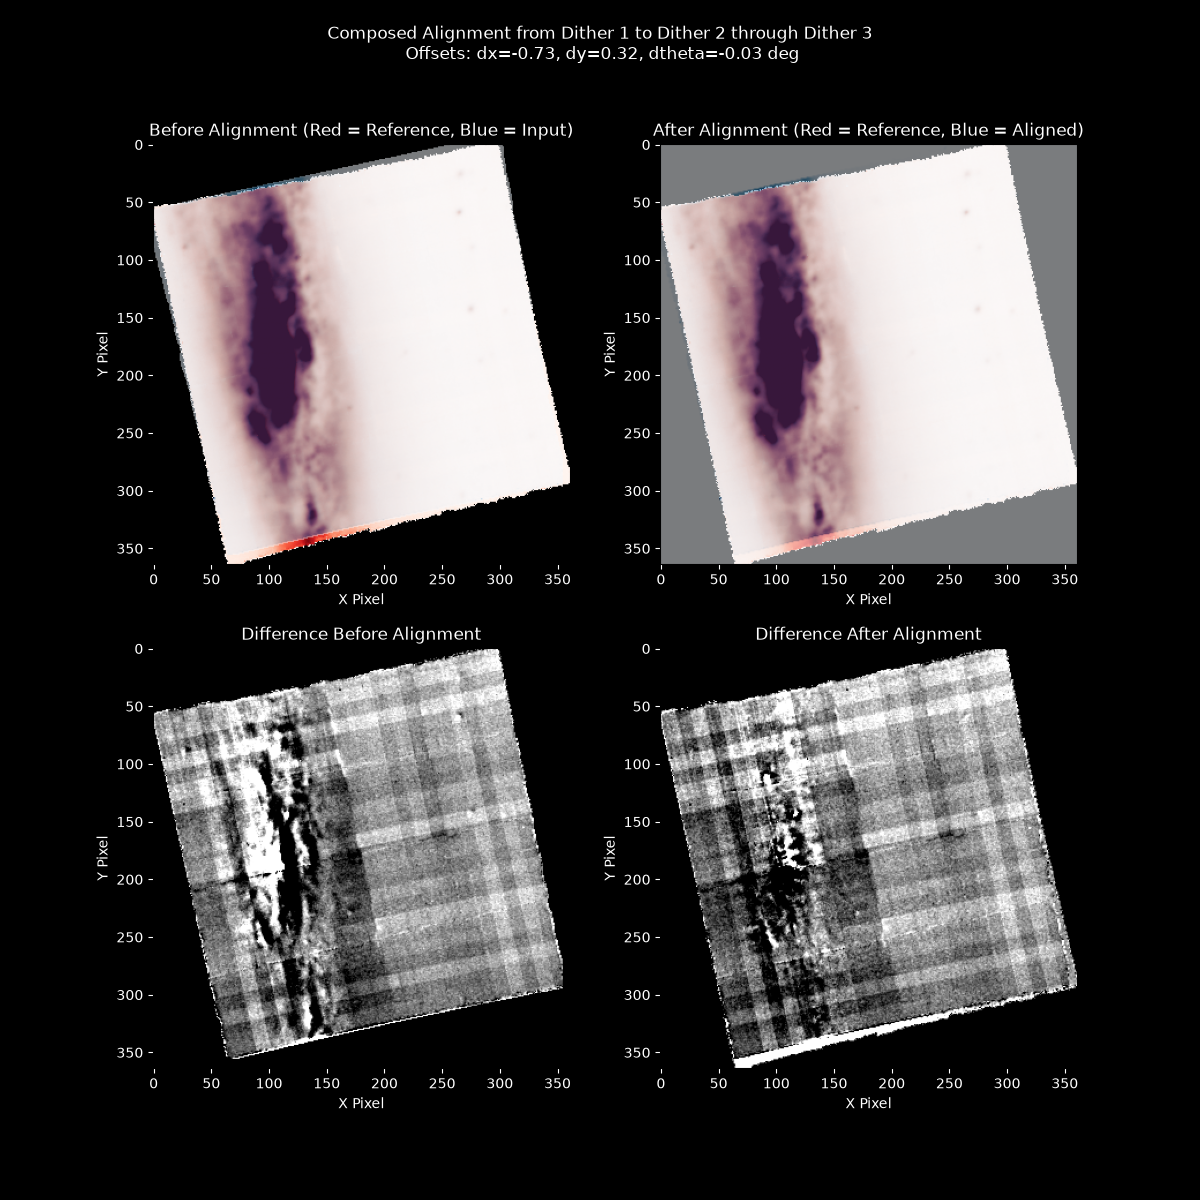 Composed Alignment from Dither 1 to Dither 2 through Dither 3
Offsets: dx=-0.73, dy=0.32, dtheta=-0.03 deg
Before Alignment (Red = Reference, Blue = Input)
0
50
100
150
200
250
300
350
Y Pixel
0 50 100 150 200 250 300 350
X Pixel
After Alignment (Red = Reference, Blue = Aligned)
0
50
100
150
200
250
300
350
Y Pixel
0 50 100 150 200 250 300 350
X Pixel
Difference Before Alignment
0
50
100
150
200
250
300
350
Y Pixel
0 50 100 150 200 250 300 350
X Pixel
Difference After Alignment
0
50
100
150
200
250
300
350
Y Pixel
0 50 100 150 200 250 300 350
X Pixel